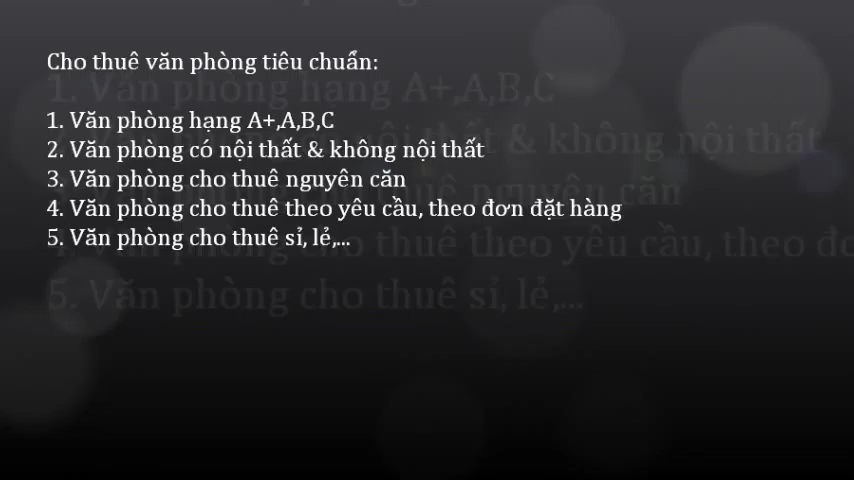 Cho thuê văn phòng tiêu chuẩn:
1. Văn phòng hạng A+,A,B,C
2. Văn phòng có nội thất & không nội thất
3. Văn phòng cho thuê nguyên căn
4. Văn phòng cho thuê theo yêu cầu, theo đơn đặt hàng
5. Văn phòng cho thuê sỉ, lẻ,...